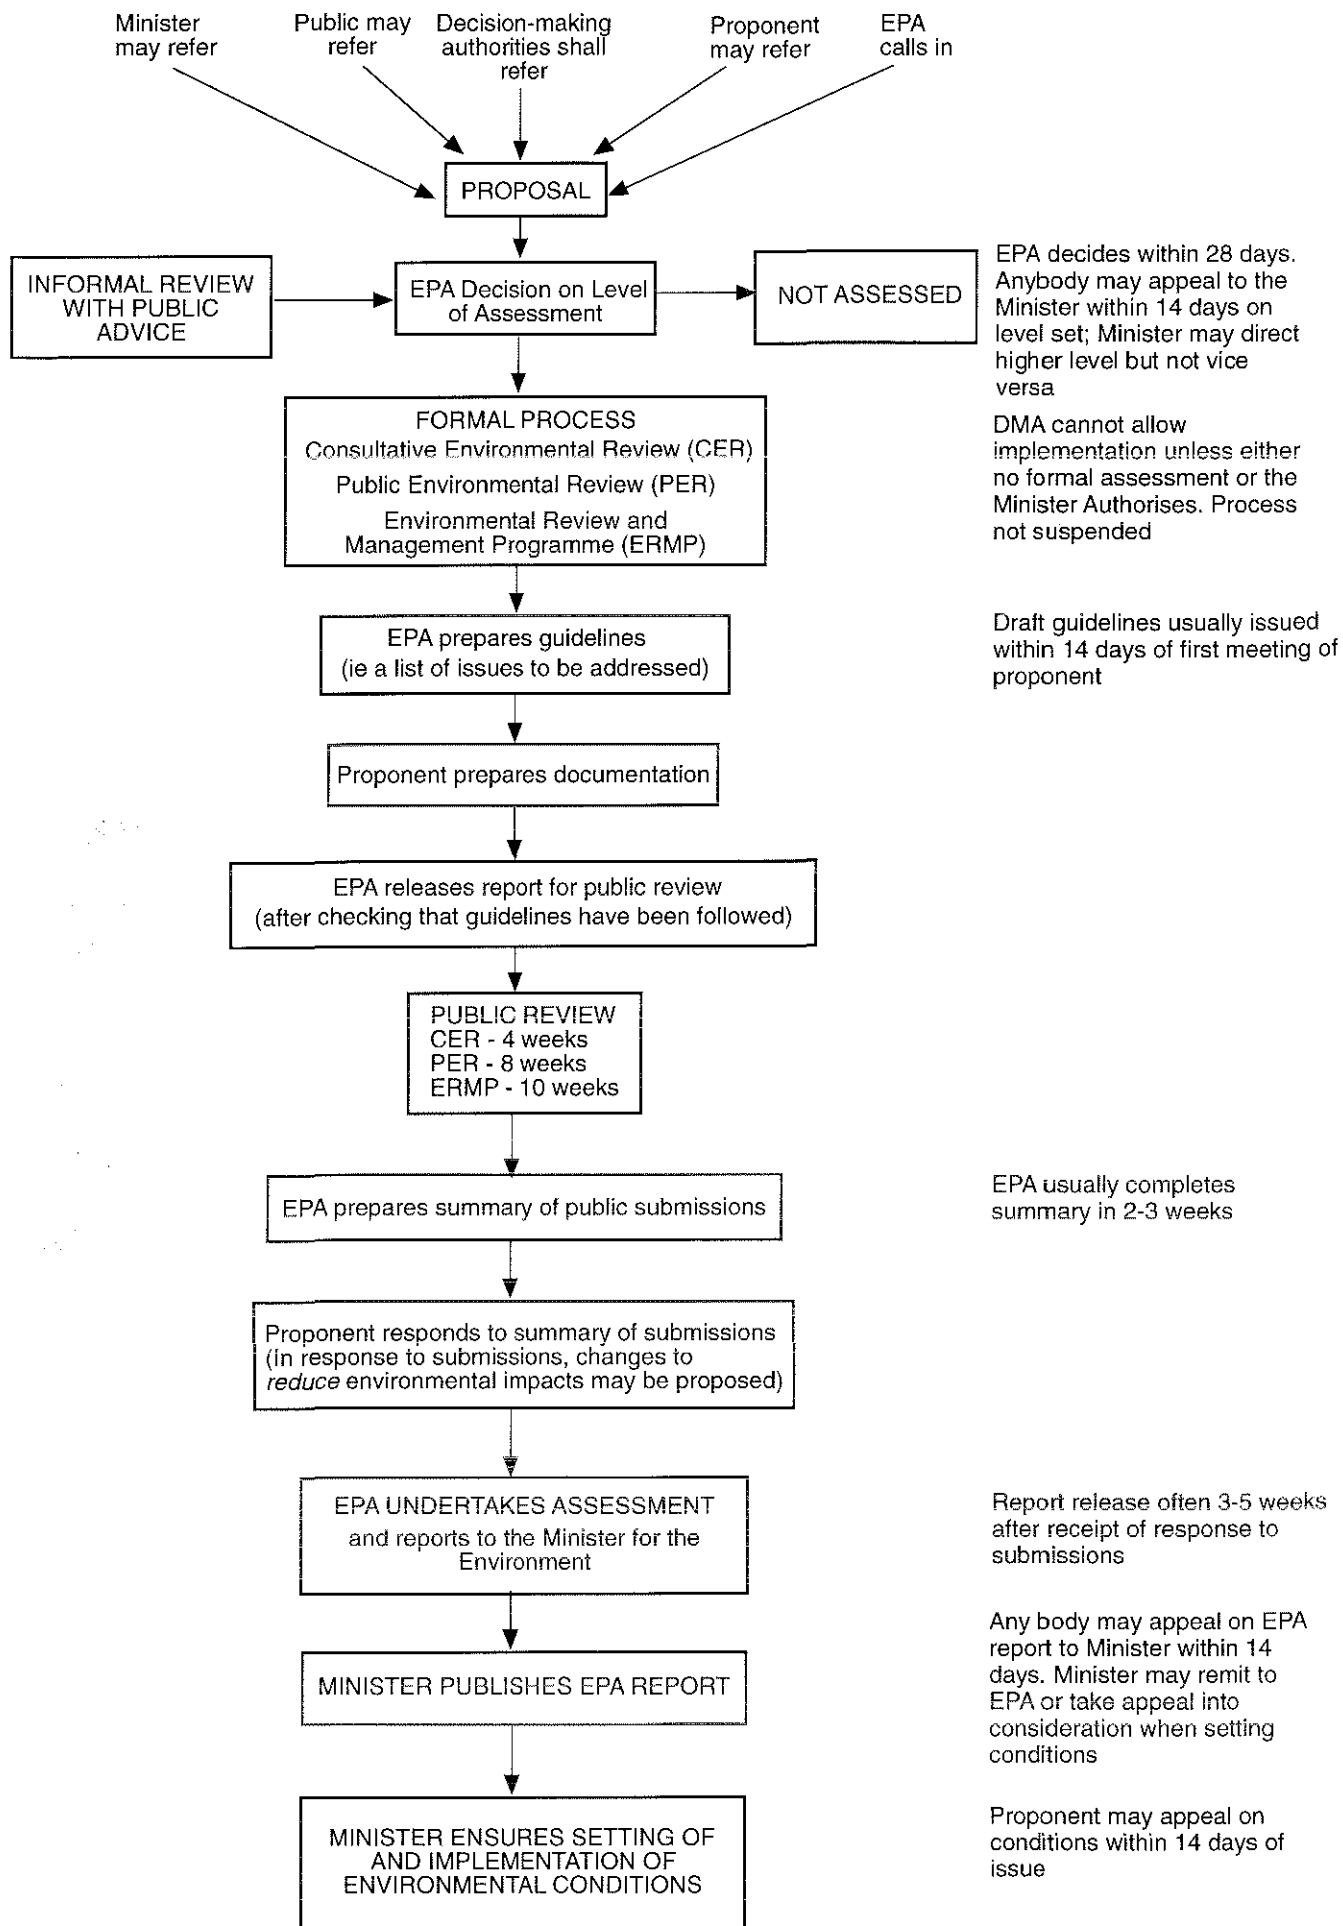 Minister
may refer
Public may
refer
Decision-making
authorities shall
refer
Proponent
may refer
EPA
calls in
PROPOSAL
INFORMAL REVIEW
WITH PUBLIC
ADVICE
EPA Decision on Level
of Assessment
NOT ASSESSED
EPA decides within 28 days.
Anybody may appeal to the
Minister within 14 days on
level set; Minister may direct
higher level but not vice
versa
FORMAL PROCESS
Consultative Environmental Review (CER)
Public Environmental Review (PER)
Environmental Review and
Management Programme (ERMP)
DMA cannot allow
implementation unless either
no formal assessment or the
Minister Authorises. Process
not suspended
EPA prepares guidelines
(ie a list of issues to be addressed)
Draft guidelines usually issued
within 14 days of first meeting of
proponent
Proponent prepares documentation
EPA releases report for public review
(after checking that guidelines have been followed)
PUBLIC REVIEW
CER - 4 weeks
PER - 8 weeks
ERMP - 10 weeks
EPA prepares summary of public submissions
EPA usually completes
summary in 2-3 weeks
Proponent responds to summary of submissions
(in response to submissions, changes to
reduce environmental impacts may be proposed)
EPA UNDERTAKES ASSESSMENT
and reports to the Minister for the
Environment
Report release often 3-5 weeks
after receipt of response to
submissions
MINISTER PUBLISHES EPA REPORT
Any body may appeal on EPA
report to Minister within 14
days. Minister may remit to
EPA or take appeal into
consideration when setting
conditions
MINISTER ENSURES SETTING OF
AND IMPLEMENTATION OF
ENVIRONMENTAL CONDITIONS
Proponent may appeal on
conditions within 14 days of
issue